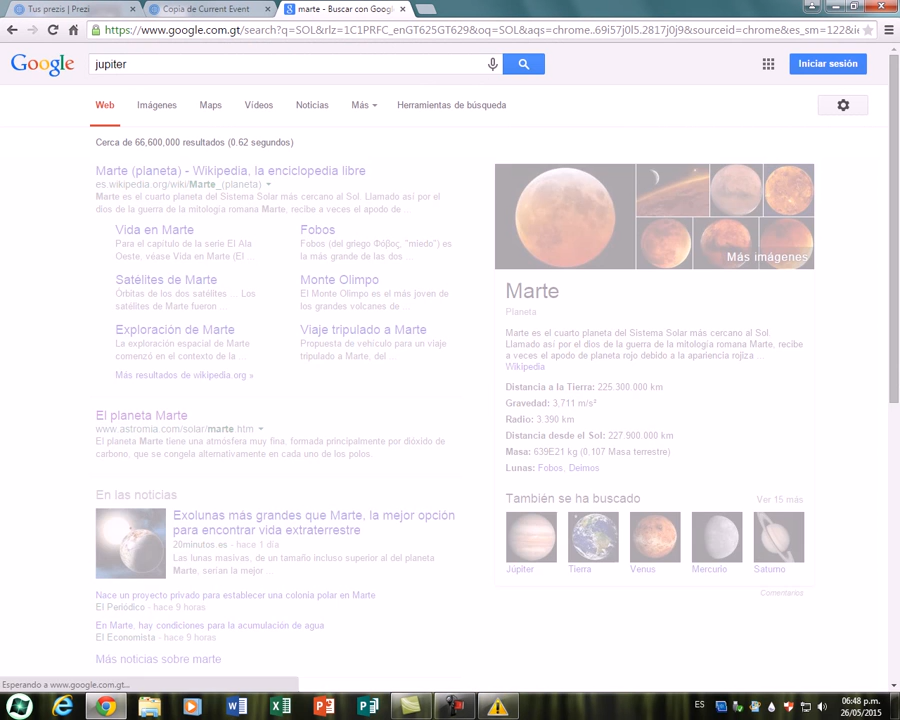 Tus prezis | Prezi
Copia de Current Event
marte - Buscar con Googl
https://www.google.com.gt/search?q=SOL&rlz=1C1PRFC_enGT625GT629&oq=SOL&aqs=chrome..69i57j0l5.2817j0j9&sourceid=chrome&es_sm=122&i
Google
jupiter
Iniciar sesión
Web Imágenes Maps Vídeos Noticias Más Herramientas de búsqueda
Cerca de 66,600,000 resultados (0.62 segundos)
Marte (planeta) - Wikipedia, la enciclopedia libre
es.wikipedia.org/wiki/Marte_(planeta)
Marte es el cuarto planeta del Sistema Solar más cercano al Sol. Llamado así por el
dios de la guerra de la mitología romana Marte, recibe a veces el apodo de ...
Vida en Marte
Para el capítulo de la serie El Ala
Oeste, véase Vida en Marte (El ...
Fobos
Fobos (del griego Φόβος, "miedo") es
la más grande de las dos ...
Satélites de Marte
Órbitas de los dos satélites ... Los
satélites de Marte fueron ...
Monte Olimpo
El Monte Olimpo es el más joven de
los grandes volcanes de ...
Exploración de Marte
La exploración espacial de Marte
comenzó en el contexto de la ...
Viaje tripulado a Marte
Propuesta de vehículo para un viaje
tripulado a Marte, del ...
Más resultados de wikipedia.org »
El planeta Marte
www.astromia.com/solar/marte.htm
El planeta Marte tiene una atmósfera muy fina, formada principalmente por dióxido de
carbono, que se congela alternativamente en cada uno de los polos.
En las noticias
Exolunas más grandes que Marte, la mejor opción
para encontrar vida extraterrestre
20minutos.es - hace 1 día
Las lunas masivas, de un tamaño incluso superior al del planeta
Marte, serían la mejor ...
Nace un proyecto privado para establecer una colonia polar en Marte
El Periódico - hace 9 horas
En Marte, hay condiciones para la acumulación de agua
El Economista - hace 9 horas
Más noticias sobre marte
Más imágenes
Marte
Planeta
Marte es el cuarto planeta del Sistema Solar más cercano al Sol.
Llamado así por el dios de la guerra de la mitología romana Marte, recibe
a veces el apodo de planeta rojo debido a la apariencia rojiza ...
Wikipedia
Distancia a la Tierra: 225.300.000 km
Gravedad: 3,711 m/s²
Radio: 3.390 km
Distancia desde el Sol: 227.900.000 km
Masa: 639E21 kg (0,107 Masa terrestre)
Lunas: Fobos, Deimos
También se ha buscado
Ver 15 más
Júpiter Tierra Venus Mercurio Saturno
Comentarios
Esperando a www.google.com.gt...
ES
06:48 p.m.
26/05/2015